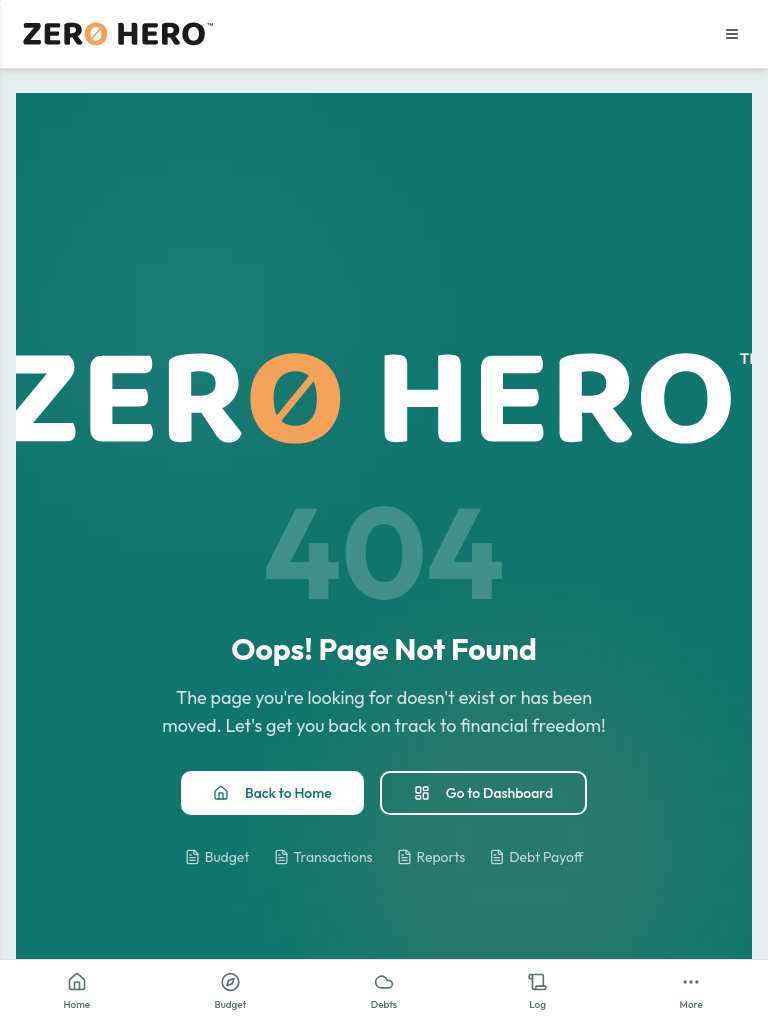 ZERO HERO™
ZERO HERO
404
Oops! Page Not Found
The page you're looking for doesn't exist or has been
moved. Let's get you back on track to financial freedom!
Back to Home Go to Dashboard
Budget Transactions Reports Debt Payoff
Home Budget Debts Log More